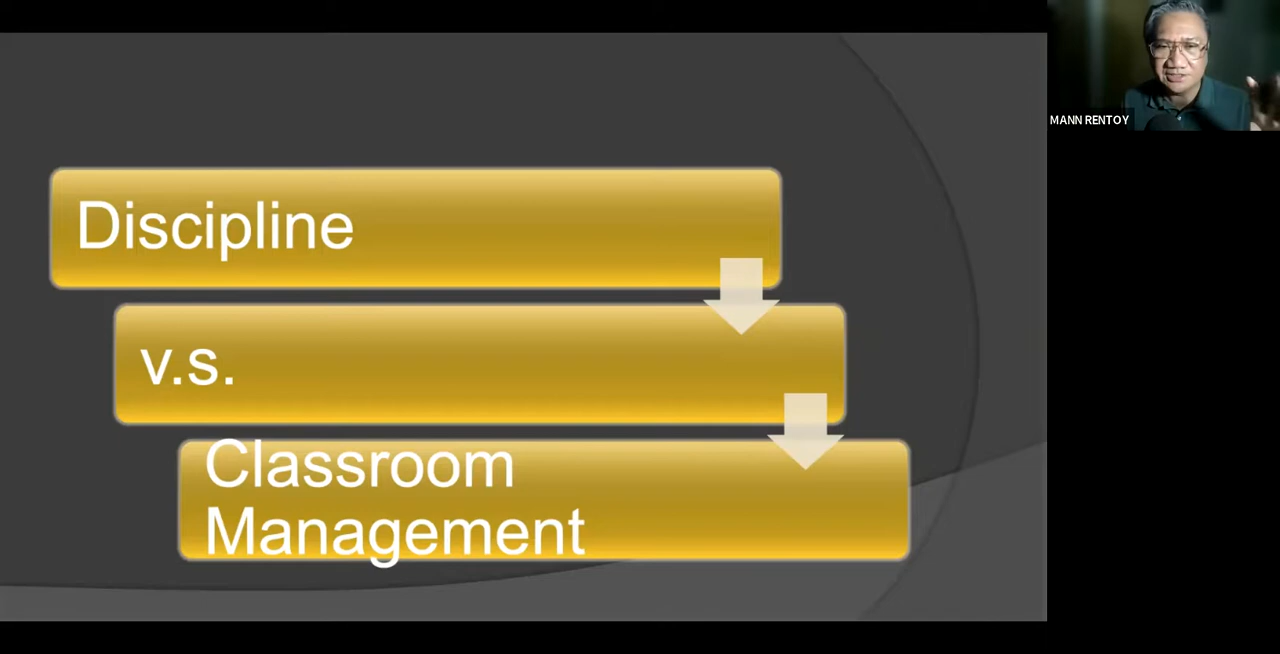 MANN RENTOY
Discipline
v.s.
Classroom
Management